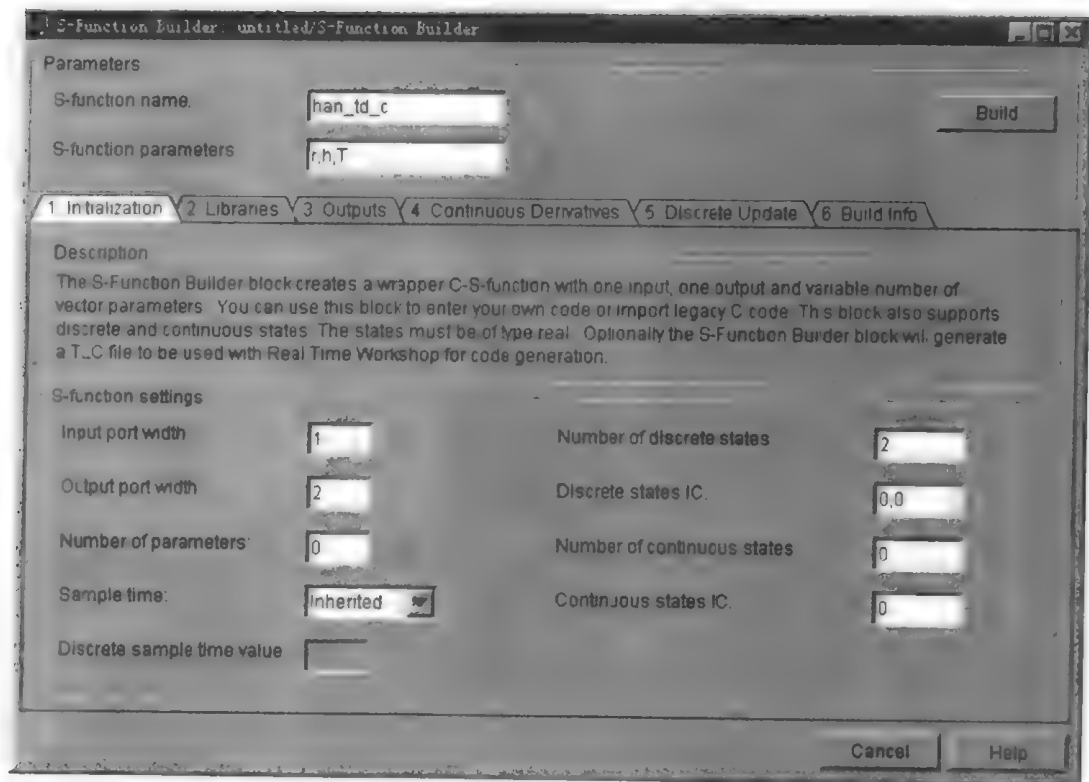 S-Function Builder: untitled/S-Function Builder
Parameters
S-function name.
han_td_c
Build
S-function parameters
r,h,T
1 Initialization
2 Libraries
3 Outputs
4 Continuous Derivatives
5 Discrete Update
6 Build Info
Description
The S-Function Builder block creates a wrapper C-S-function with one input, one output and variable number of
vector parameters. You can use this block to enter your own code or import legacy C code. This block also supports
discrete and continuous states. The states must be of type real. Optionally the S-Function Builder block will generate
a TLC file to be used with Real Time Workshop for code generation.
S-function settings
Input port width
1
Number of discrete states
2
Output port width
2
Discrete states IC.
0,0
Number of parameters:
0
Number of continuous states
0
Sample time:
Inherited
Continuous states IC.
0
Discrete sample time value
Cancel
Help